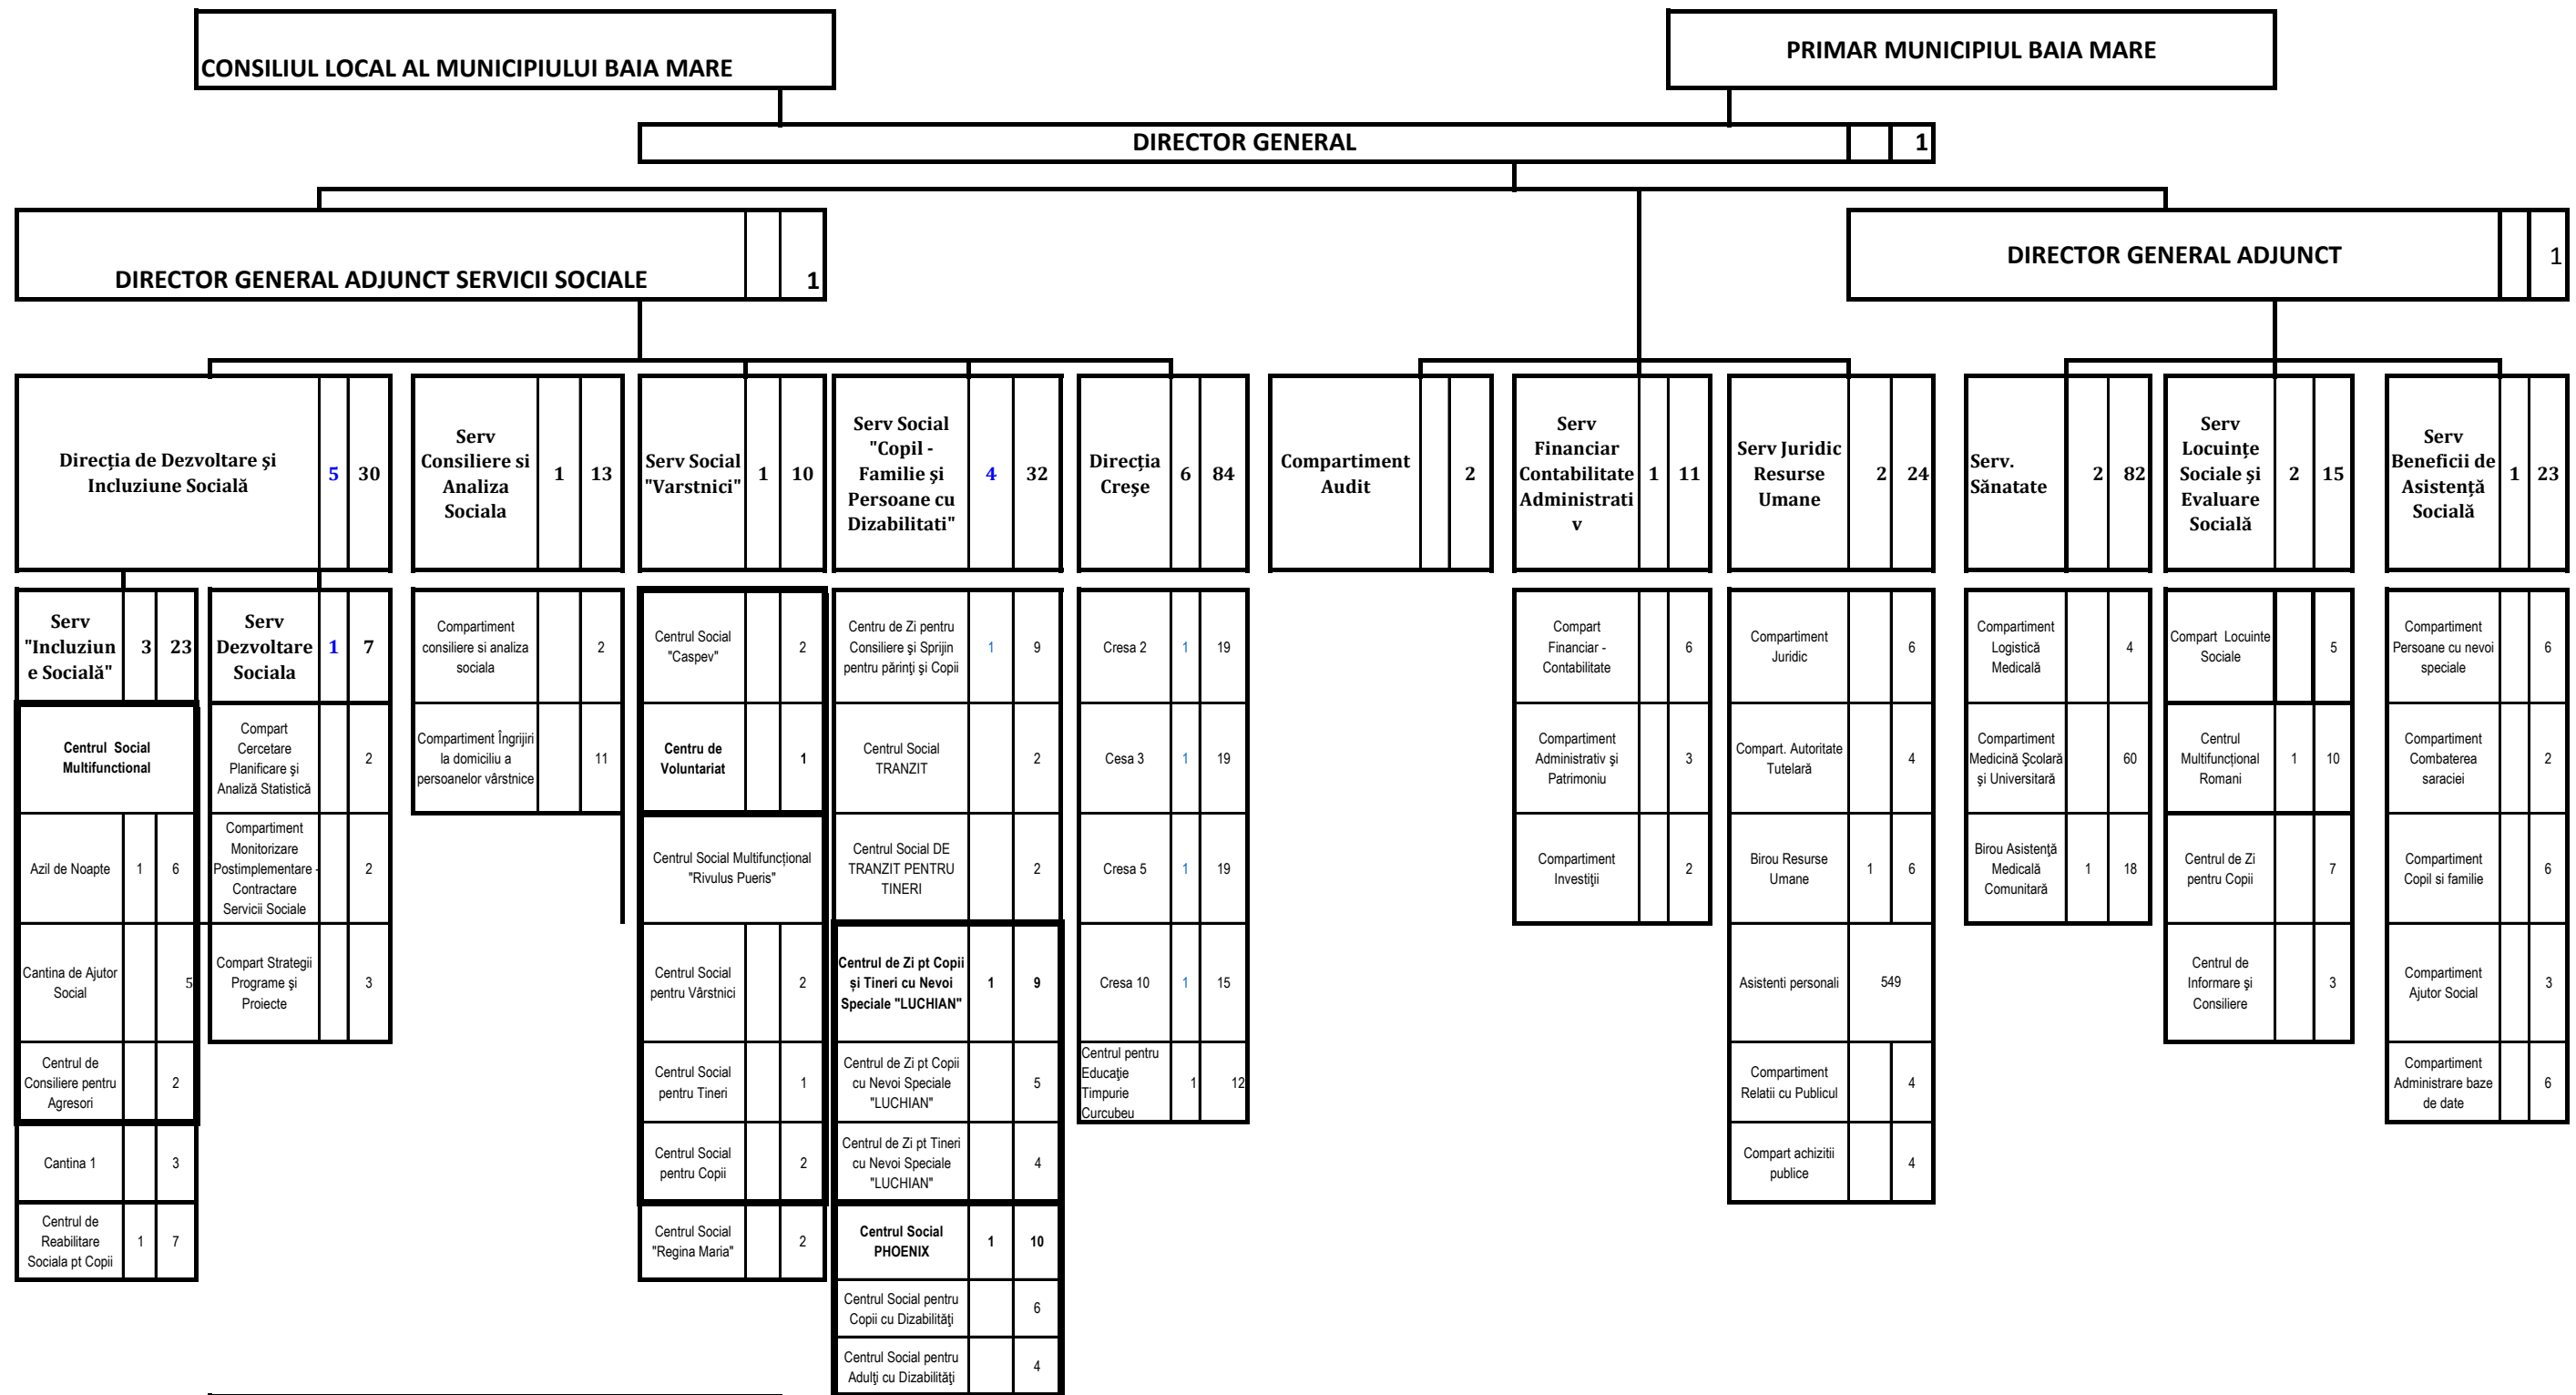 CONSILIUL LOCAL AL MUNICIPIULUI BAIA MARE
PRIMAR MUNICIPIUL BAIA MARE
DIRECTOR GENERAL 1
DIRECTOR GENERAL ADJUNCT SERVICII SOCIALE 1
DIRECTOR GENERAL ADJUNCT 1
Direcția de Dezvoltare și
Incluziune Socială
5 30
Serv
Consiliere si
Analiza
Sociala
1 13
Serv Social
"Varstnici"
1 10
Serv Social
"Copil -
Familie și
Persoane cu
Dizabilitati"
4 32
Direcția
Creșe
6 84
Compartiment
Audit
2
Serv
Financiar
Contabilitate
Administrati
v
1 11
Serv Juridic
Resurse
Umane
2 24
Serv.
Sănatate
2 82
Serv
Locuințe
Sociale și
Evaluare
Socială
2 15
Serv
Beneficii de
Asistență
Socială
1 23
Serv
"Incluziun
e Socială"
3 23
Centrul Social
Multifunctional
Azil de Noapte 1 6
Cantina de Ajutor
Social
5
Centrul de
Consiliere pentru
Agresori
2
Cantina 1 3
Centrul de
Reabilitare
Sociala pt Copii
1 7
Serv
Dezvoltare
Sociala
1 7
Compart
Cercetare
Planificare şi
Analiză Statistică
2
Compartiment
Monitorizare
Postimplementare -
Contractare
Servicii Sociale
2
Compart Strategii
Programe şi
Proiecte
3
Compartiment
consiliere si analiza
sociala
2
Compartiment Îngrijiri
la domiciliu a
persoanelor vârstnice
11
Centrul Social
"Caspev"
2
Centru de
Voluntariat
1
Centrul Social Multifuncțional
"Rivulus Pueris"
Centrul Social
pentru Vârstnici
2
Centrul Social
pentru Tineri
1
Centrul Social
pentru Copii
2
Centrul Social
"Regina Maria"
2
Centru de Zi pentru
Consiliere şi Sprijin
pentru părinţi şi Copii
1 9
Centrul Social
TRANZIT
2
Centrul Social DE
TRANZIT PENTRU
TINERI
2
Centrul de Zi pt Copii
și Tineri cu Nevoi
Speciale "LUCHIAN"
1 9
Centrul de Zi pt Copii
cu Nevoi Speciale
"LUCHIAN"
5
Centrul de Zi pt Tineri
cu Nevoi Speciale
"LUCHIAN"
4
Centrul Social
PHOENIX
1 10
Centrul Social pentru
Copii cu Dizabilităţi
6
Centrul Social pentru
Adulţi cu Dizabilităţi
4
Cresa 2 1 19
Cesa 3 1 19
Cresa 5 1 19
Cresa 10 1 15
Centrul pentru
Educaţie
Timpurie
Curcubeu
1 12
Compart
Financiar -
Contabilitate
6
Compartiment
Administrativ şi
Patrimoniu
3
Compartiment
Investiţii
2
Compartiment
Juridic
6
Compart. Autoritate
Tutelară
4
Birou Resurse
Umane
1 6
Asistenti personali 549
Compartiment
Relatii cu Publicul
4
Compart achizitii
publice
4
Compartiment
Logistică
Medicală
4
Compartiment
Medicină Şcolară
şi Universitară
60
Birou Asistenţă
Medicală
Comunitară
1 18
Compart Locuinte
Sociale
5
Centrul
Multifuncțional
Romani
1 10
Centrul de Zi
pentru Copii
7
Centrul de
Informare şi
Consiliere
3
Compartiment
Persoane cu nevoi
speciale
6
Compartiment
Combaterea
saraciei
2
Compartiment
Copil si familie
6
Compartiment
Ajutor Social
3
Compartiment
Administrare baze
de date
6